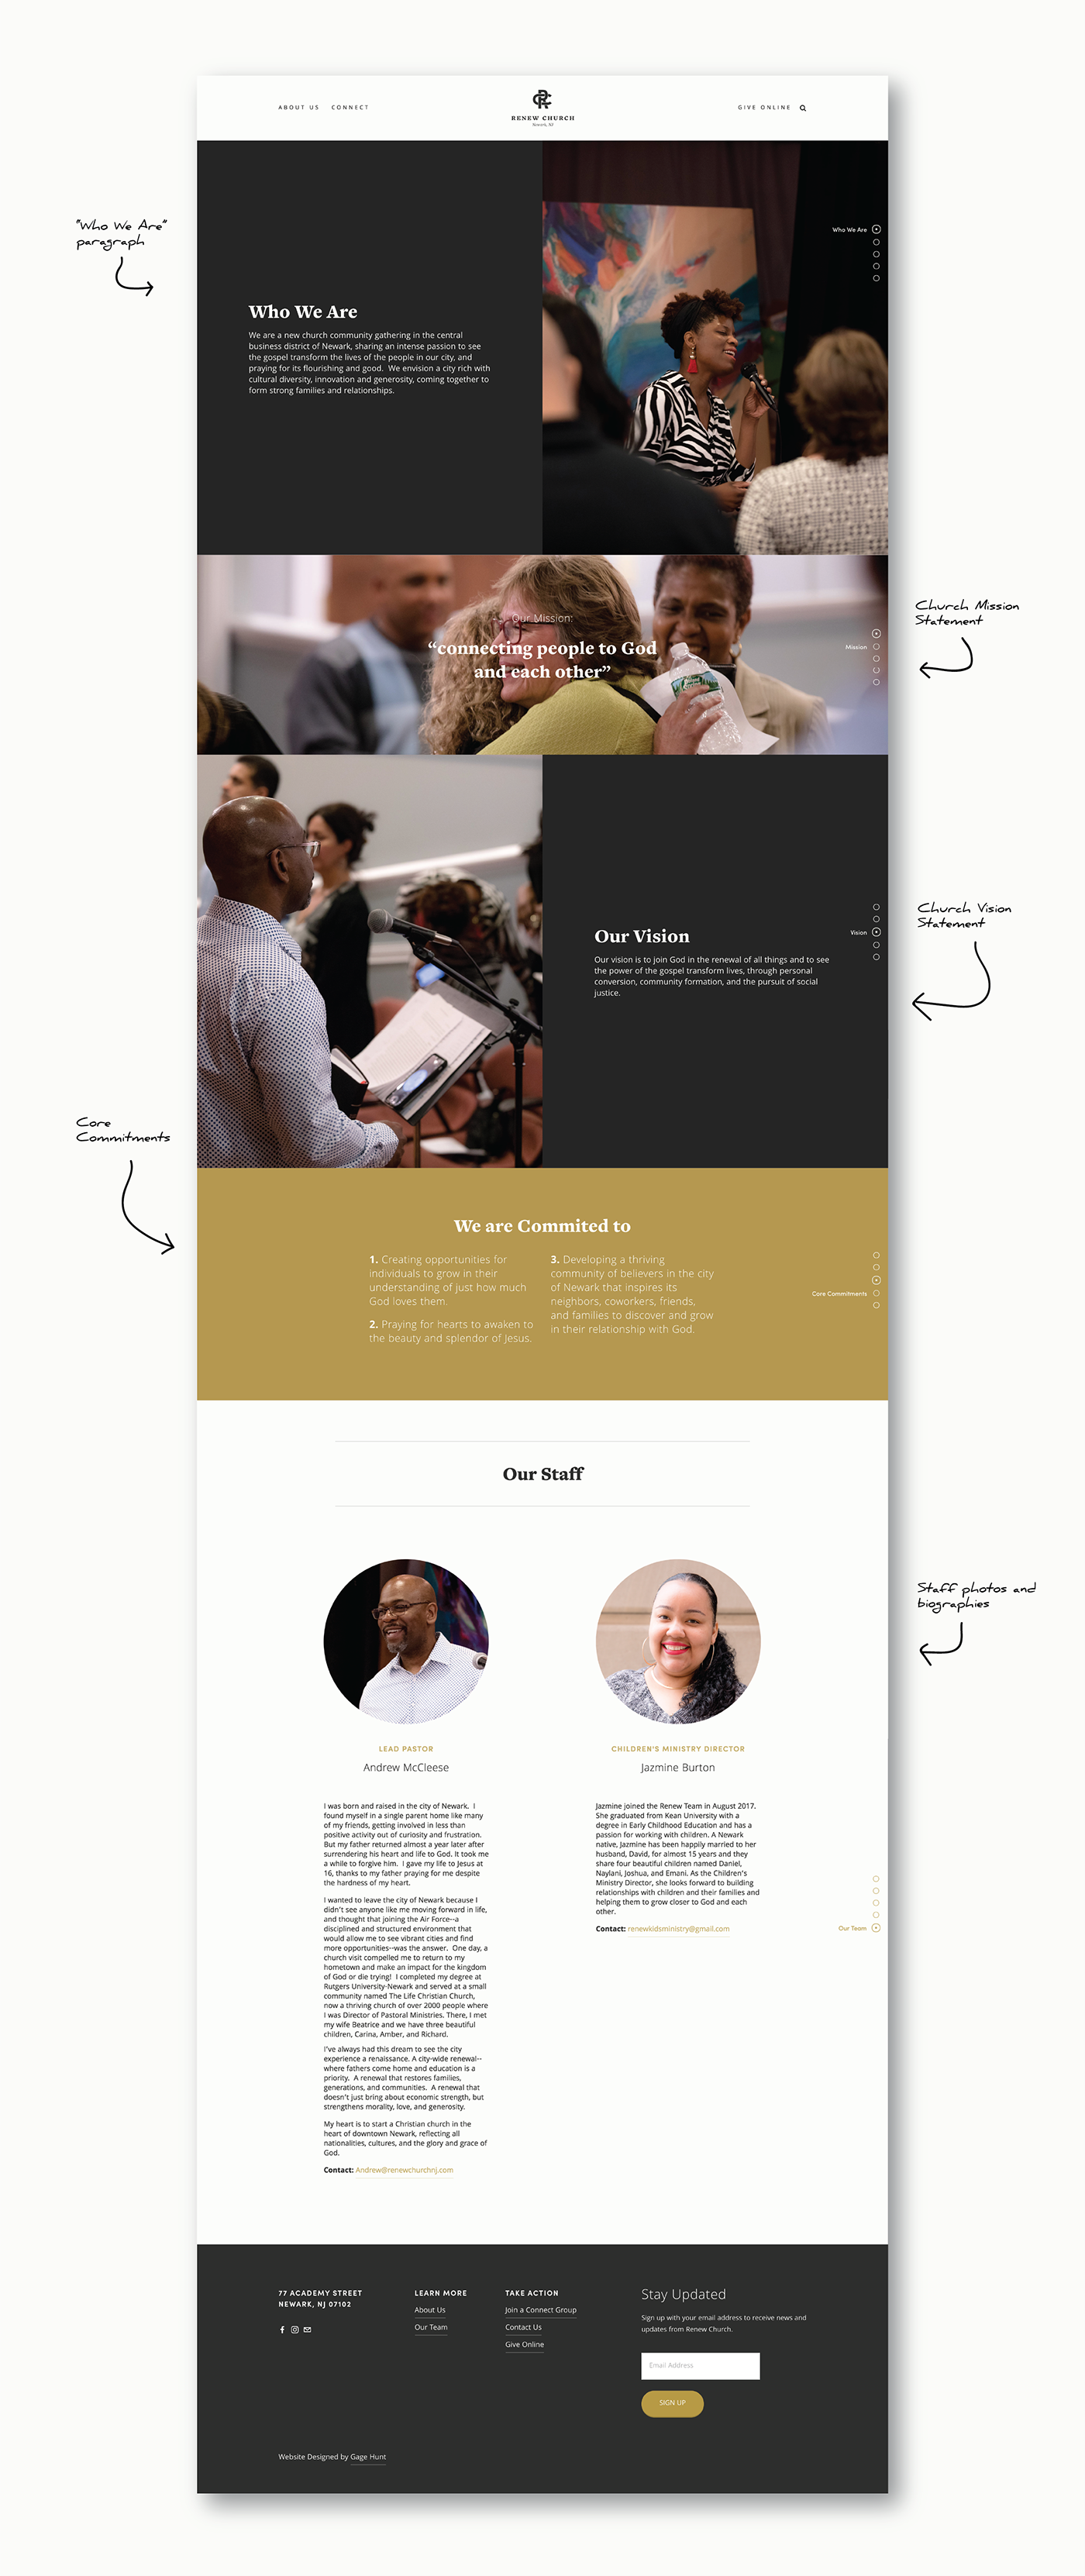 ABOUT US CONNECT
RC
RENEW CHURCH
Newark, NJ
GIVE ONLINE
"Who We Are"
paragraph
Who We Are
Who We Are
We are a new church community gathering in the central
business district of Newark, sharing an intense passion to see
the gospel transform the lives of the people in our city, and
praying for its flourishing and good. We envision a city rich with
cultural diversity, innovation and generosity, coming together to
form strong families and relationships.
Church Mission
Statement
Our Mission:
“connecting people to God
and each other”
Mission
Church Vision
Statement
Our Vision
Vision
Our vision is to join God in the renewal of all things and to see
the power of the gospel transform lives, through personal
conversion, community formation, and the pursuit of social
justice.
Core
Commitments
We are Commited to
1. Creating opportunities for
individuals to grow in their
understanding of just how much
God loves them.
2. Praying for hearts to awaken to
the beauty and splendor of Jesus.
3. Developing a thriving
community of believers in the city
of Newark that inspires its
neighbors, coworkers, friends,
and families to discover and grow
in their relationship with God.
Core Commitments
Our Staff
Staff photos and
biographies
LEAD PASTOR
Andrew McCleese
I was born and raised in the city of Newark. I
found myself in a single parent home like many
of my friends, getting involved in less than
positive activity out of curiosity and frustration.
But my father returned almost a year later after
surrendering his heart and life to God. It took me
a while to forgive him. I gave my life to Jesus at
16, thanks to my father praying for me despite
the hardness of my heart.
I wanted to leave the city of Newark because I
didn't see anyone like me moving forward in life,
and thought that joining the Air Force--a
disciplined and structured environment that
would allow me to see vibrant cities and find
more opportunities--was the answer. One day, a
church visit compelled me to return to my
hometown and make an impact for the kingdom
of God or die trying! I completed my degree at
Rutgers University-Newark and served at a small
community named The Life Christian Church,
now a thriving church of over 2000 people where
I was Director of Pastoral Ministries. There, I met
my wife Beatrice and we have three beautiful
children, Carina, Amber, and Richard.
I've always had this dream to see the city
experience a renaissance. A city-wide renewal--
where fathers come home and education is a
priority. A renewal that restores families,
generations, and communities. A renewal that
doesn't just bring about economic strength, but
strengthens morality, love, and generosity.
My heart is to start a Christian church in the
heart of downtown Newark, reflecting all
nationalities, cultures, and the glory and grace of
God.
Contact: Andrew@renewchurchnj.com
CHILDREN'S MINISTRY DIRECTOR
Jazmine Burton
Jazmine joined the Renew Team in August 2017.
She graduated from Kean University with a
degree in Early Childhood Education and has a
passion for working with children. A Newark
native, Jazmine has been happily married to her
husband, David, for almost 15 years and they
share four beautiful children named Daniel,
Naylani, Joshua, and Emani. As the Children's
Ministry Director, she looks forward to building
relationships with children and their families and
helping them to grow closer to God and each
other.
Contact: renewkidsministry@gmail.com
Our Team
77 ACADEMY STREET
NEWARK, NJ 07102
LEARN MORE
About Us
Our Team
TAKE ACTION
Join a Connect Group
Contact Us
Give Online
Stay Updated
Sign up with your email address to receive news and
updates from Renew Church.
Email Address
SIGN UP
Website Designed by Gage Hunt